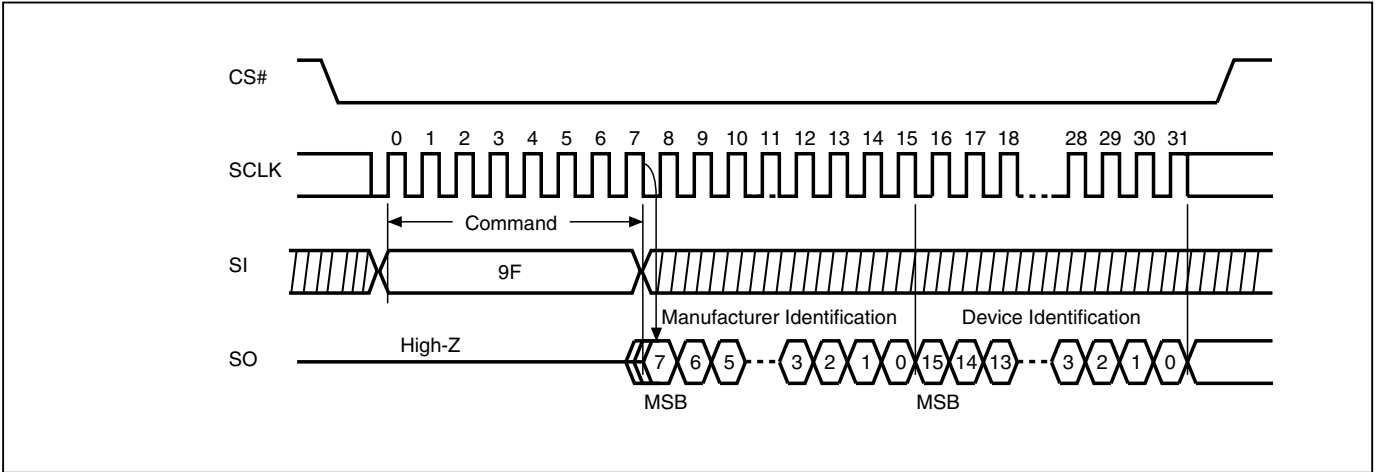 CS#
0 1 2 3 4 5 6 7 8 9 10 11 12 13 14 15 16 17 18 28 29 30 31
SCLK
Command
SI
9F
Manufacturer Identification Device Identification
High-Z
SO
7 6 5 3 2 1 0 15 14 13 3 2 1 0
MSB MSB